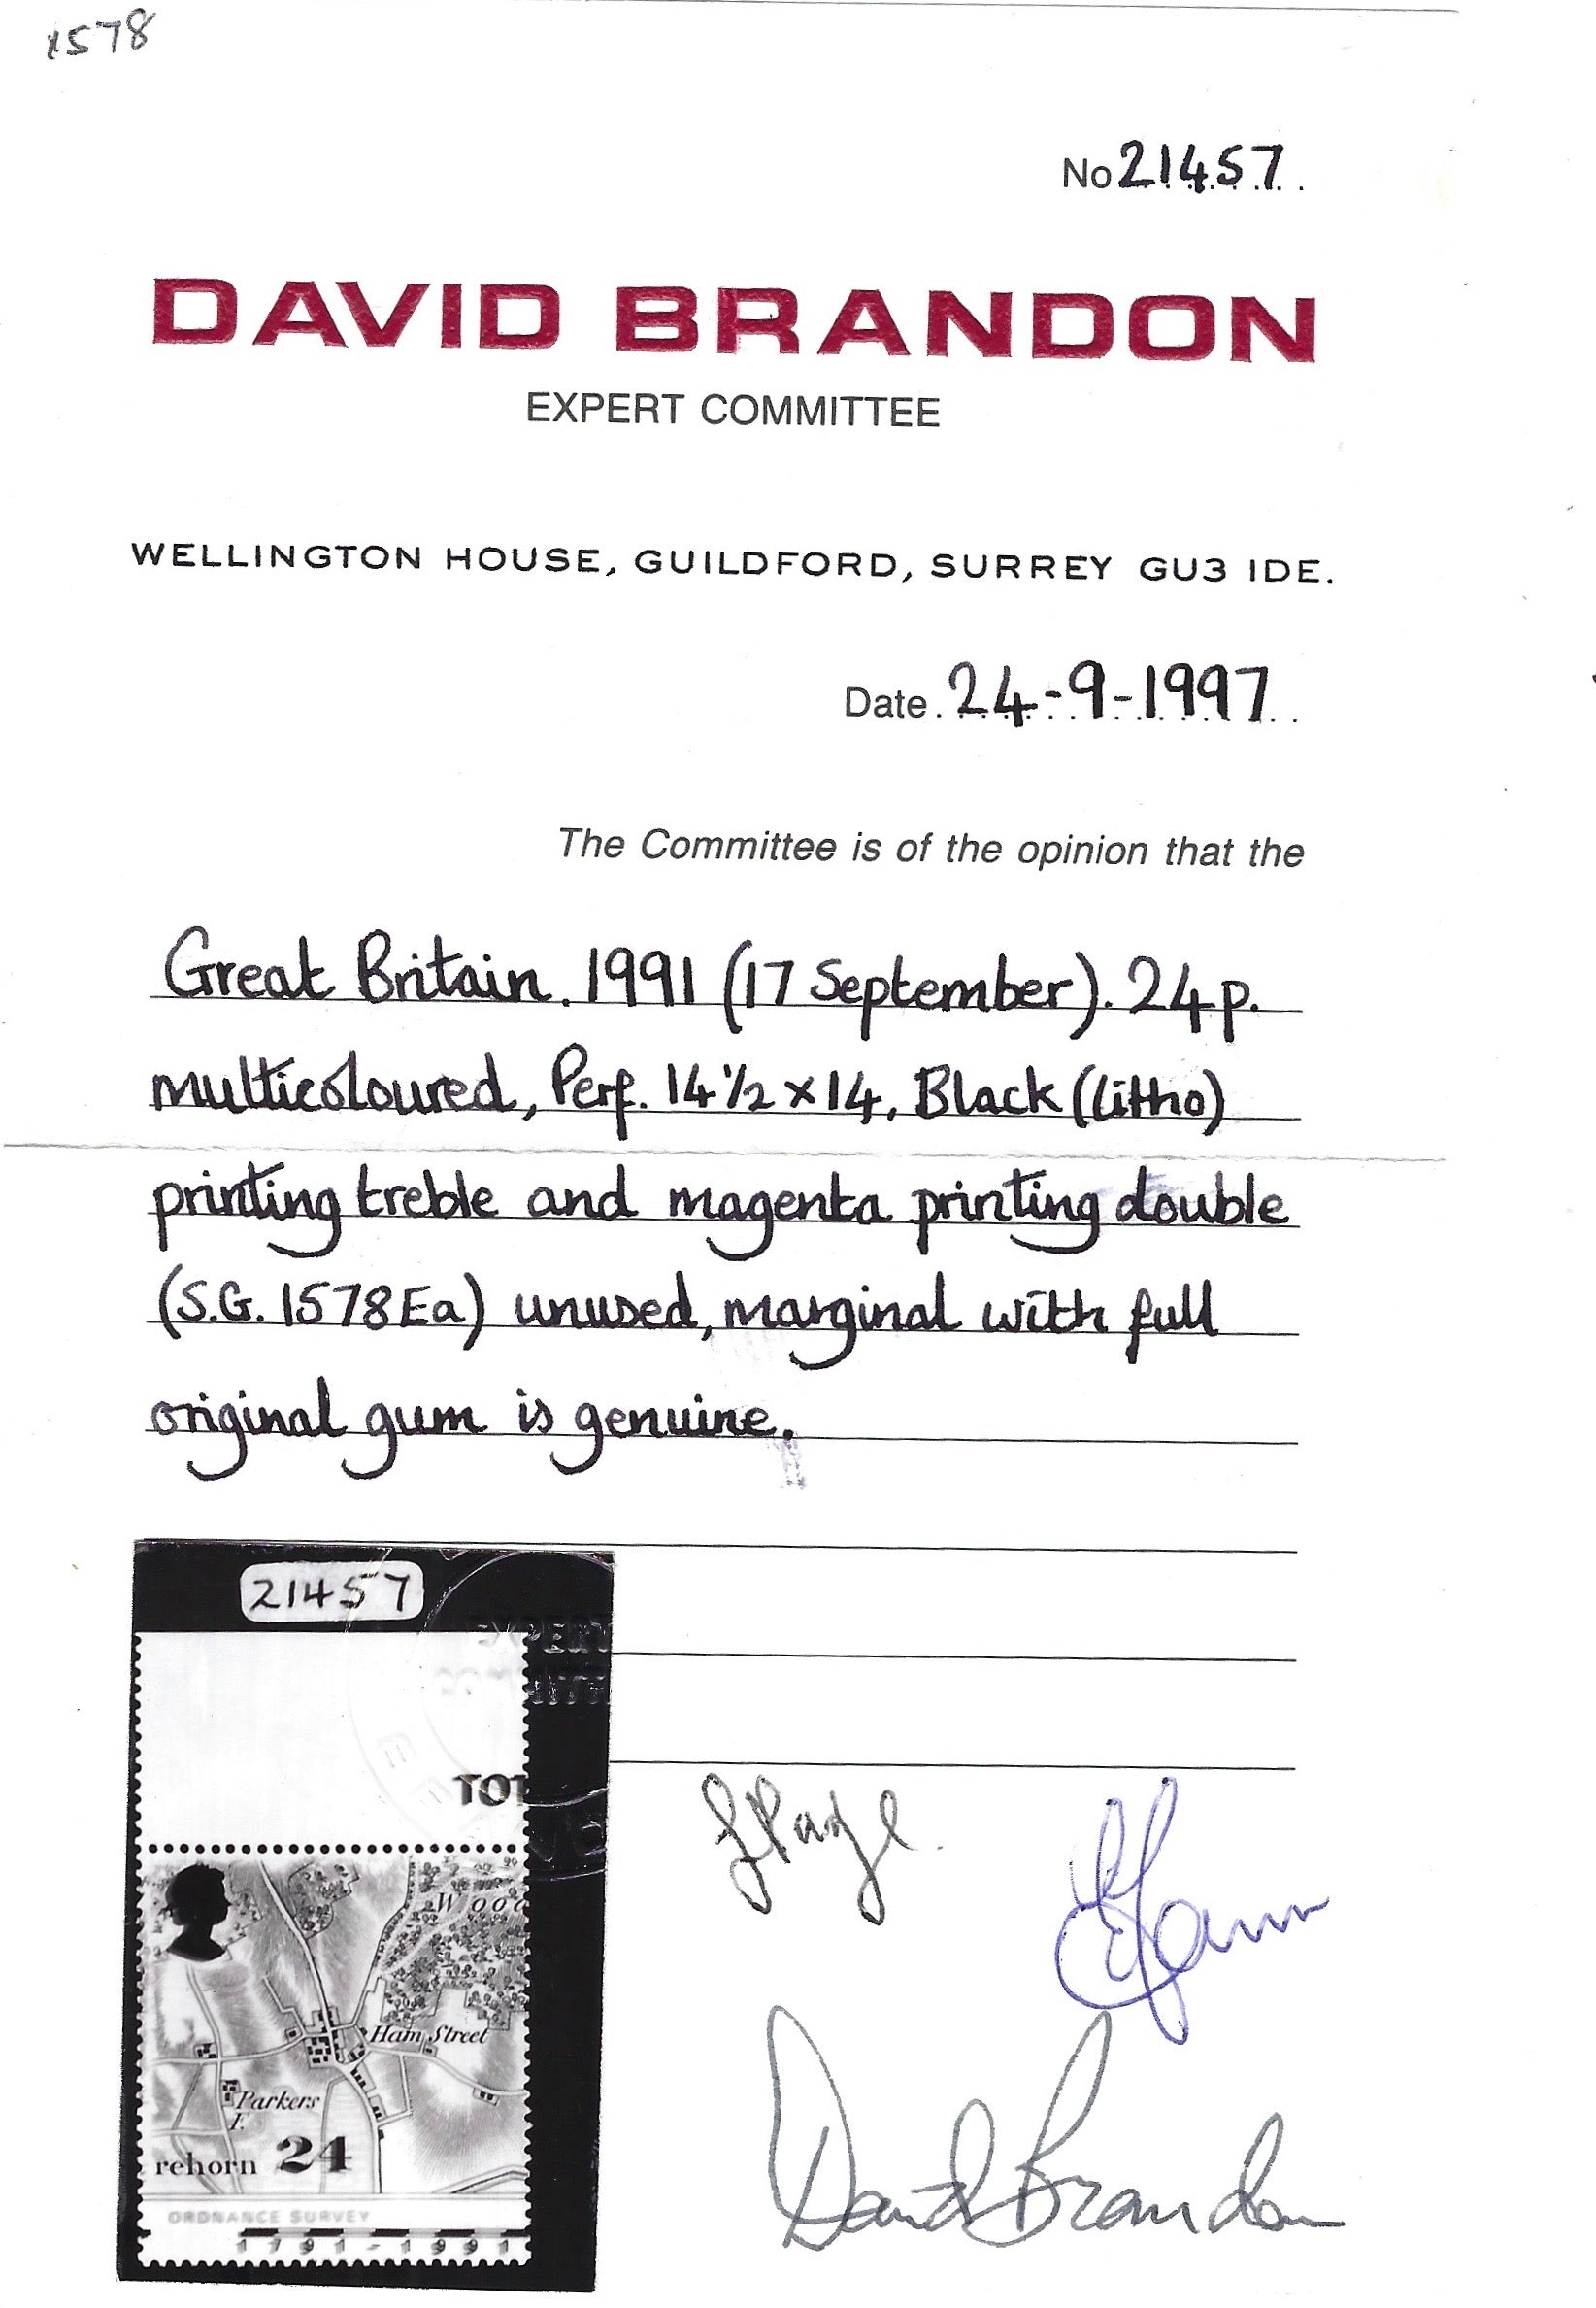 1578
No 21457
DAVID BRANDON
EXPERT COMMITTEE
WELLINGTON HOUSE, GUILDFORD, SURREY GU3 1DE.
Date 24-9-1997
The Committee is of the opinion that the
Great Britain. 1991 (17 September). 24p.
multicoloured, Perf. 14½ x 14, Black (litho)
printing treble and magenta printing double
(S.G. 1578Ea) unused, marginal with full
original gum is genuine.
21457
EXPERT
TOT
Wood
Ham Street
Parkers
F.
rehorn 24
ORDNANCE SURVEY
1791-1991
David Brandon